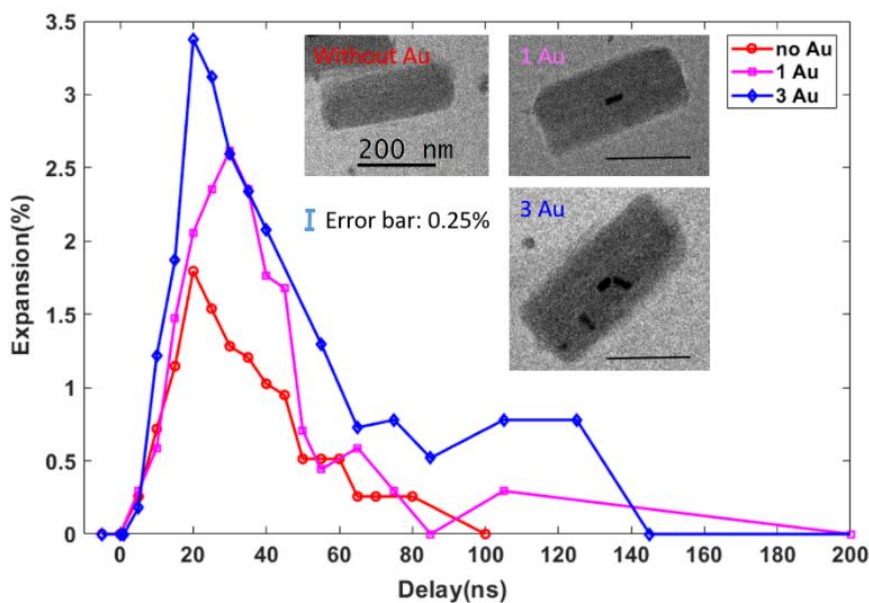 3.5
3
2.5
2
1.5
1
0.5
0
Expansion(%)
Without Au
200 nm
1 Au
3 Au
Error bar: 0.25%
no Au
1 Au
3 Au
0 20 40 60 80 100 120 140 160 180 200
Delay(ns)